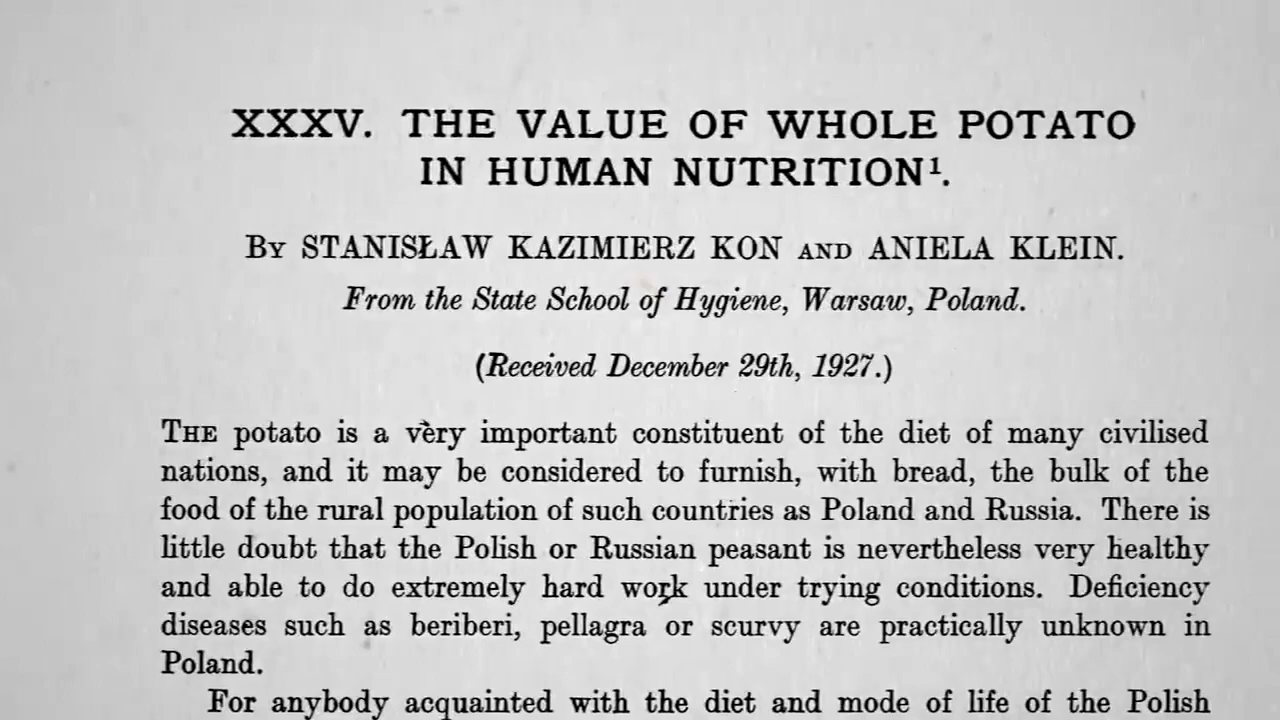 XXXV. THE VALUE OF WHOLE POTATO
IN HUMAN NUTRITION¹.
By STANISŁAW KAZIMIERZ KON AND ANIELA KLEIN.
From the State School of Hygiene, Warsaw, Poland.
(Received December 29th, 1927.)
THE potato is a very important constituent of the diet of many civilised
nations, and it may be considered to furnish, with bread, the bulk of the
food of the rural population of such countries as Poland and Russia. There is
little doubt that the Polish or Russian peasant is nevertheless very healthy
and able to do extremely hard work under trying conditions. Deficiency
diseases such as beriberi, pellagra or scurvy are practically unknown in
Poland.
For anybody acquainted with the diet and mode of life of the Polish